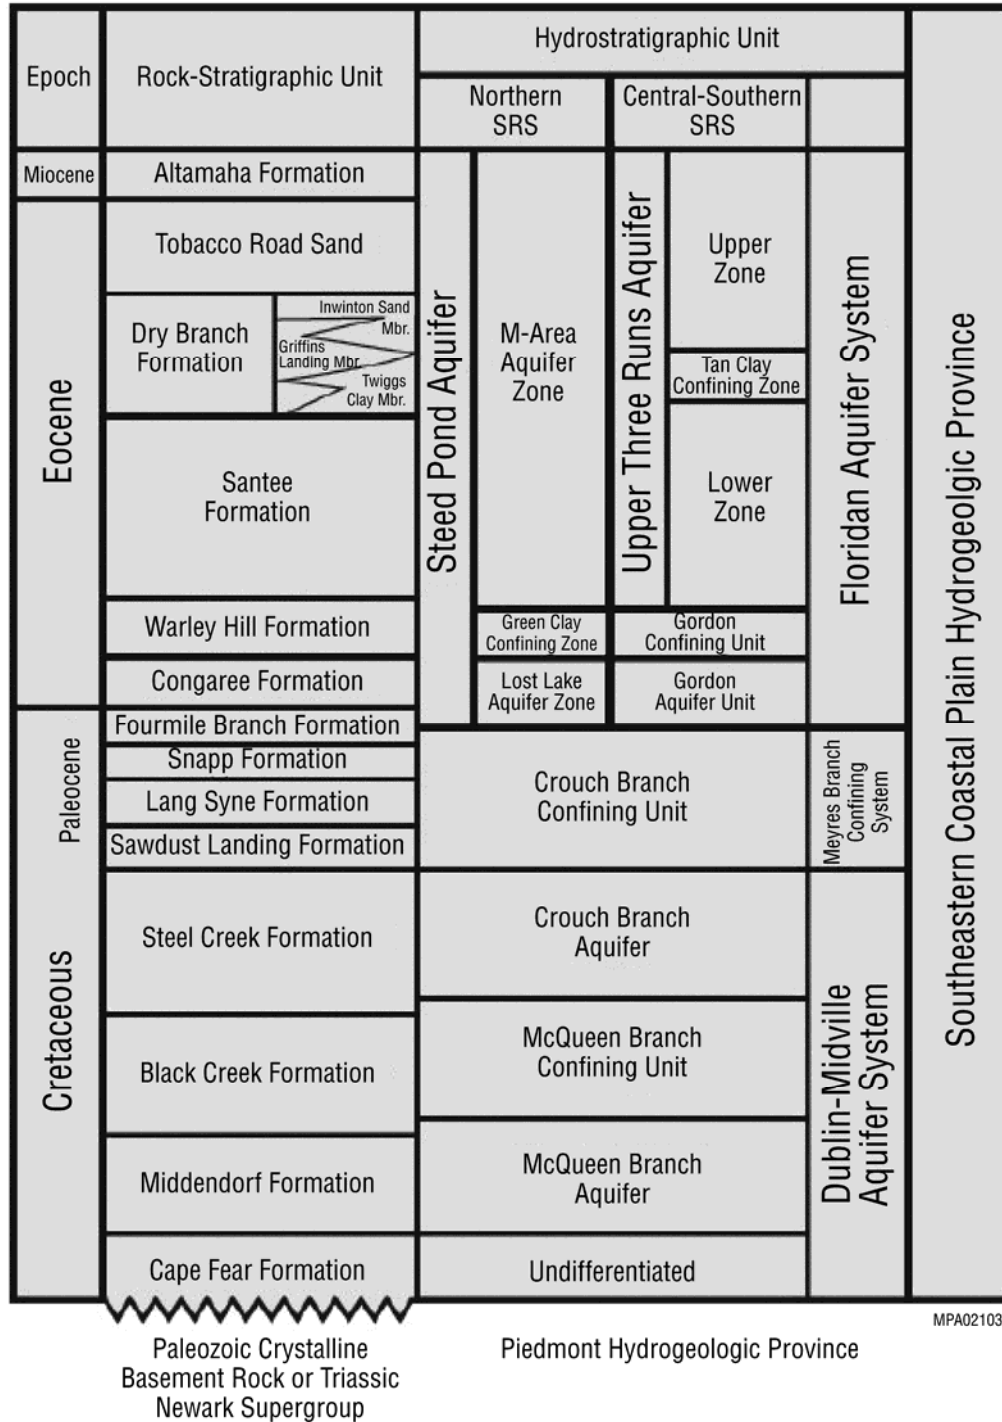 Epoch
Rock-Stratigraphic Unit
Hydrostratigraphic Unit
Northern
SRS
Central-Southern
SRS
Miocene
Altamaha Formation
Eocene
Tobacco Road Sand
Dry Branch
Formation
Inwinton Sand
Mbr.
Griffins
Landing Mbr.
Twiggs
Clay Mbr.
Santee
Formation
Warley Hill Formation
Congaree Formation
Paleocene
Fourmile Branch Formation
Snapp Formation
Lang Syne Formation
Sawdust Landing Formation
Cretaceous
Steel Creek Formation
Black Creek Formation
Middendorf Formation
Cape Fear Formation
Steed Pond Aquifer
M-Area
Aquifer
Zone
Green Clay
Confining Zone
Lost Lake
Aquifer Zone
Upper Three Runs Aquifer
Upper
Zone
Tan Clay
Confining Zone
Lower
Zone
Gordon
Confining Unit
Gordon
Aquifer Unit
Crouch Branch
Confining Unit
Crouch Branch
Aquifer
McQueen Branch
Confining Unit
McQueen Branch
Aquifer
Undifferentiated
Floridan Aquifer System
Meyres Branch
Confining
System
Dublin-Midville
Aquifer System
Southeastern Coastal Plain Hydrogeolgic Province
MPA02103
Paleozoic Crystalline
Basement Rock or Triassic
Newark Supergroup
Piedmont Hydrogeologic Province